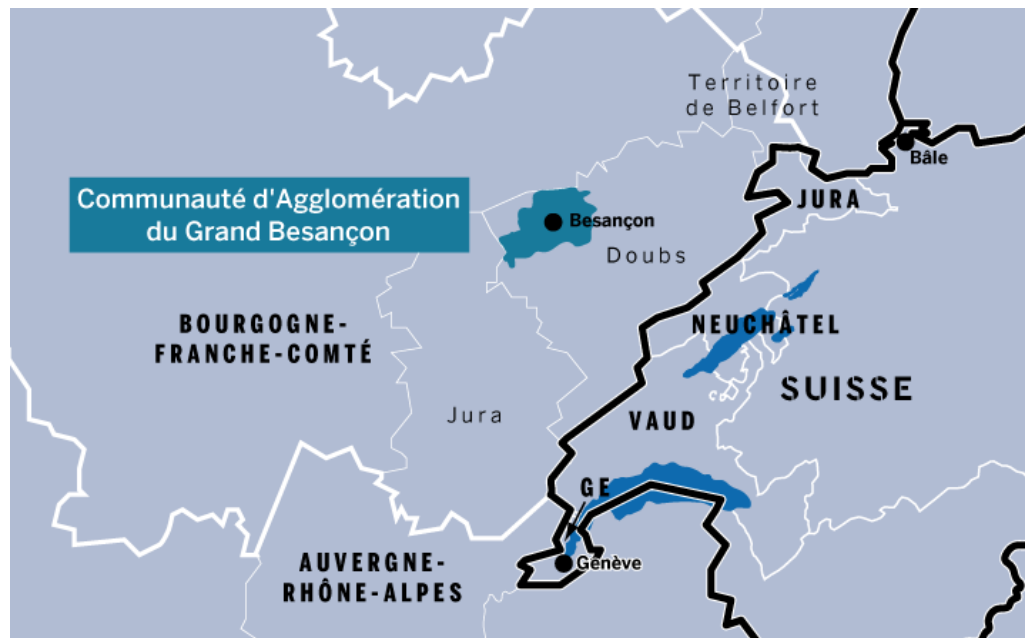 Territoire
de Belfort
Bâle
Communauté d'Agglomération
du Grand Besançon
JURA
Besançon
Doubs
BOURGOGNE-
FRANCHE-COMTÉ
NEUCHÂTEL
SUISSE
Jura
VAUD
GE
AUVERGNE-
RHÔNE-ALPES
Genève